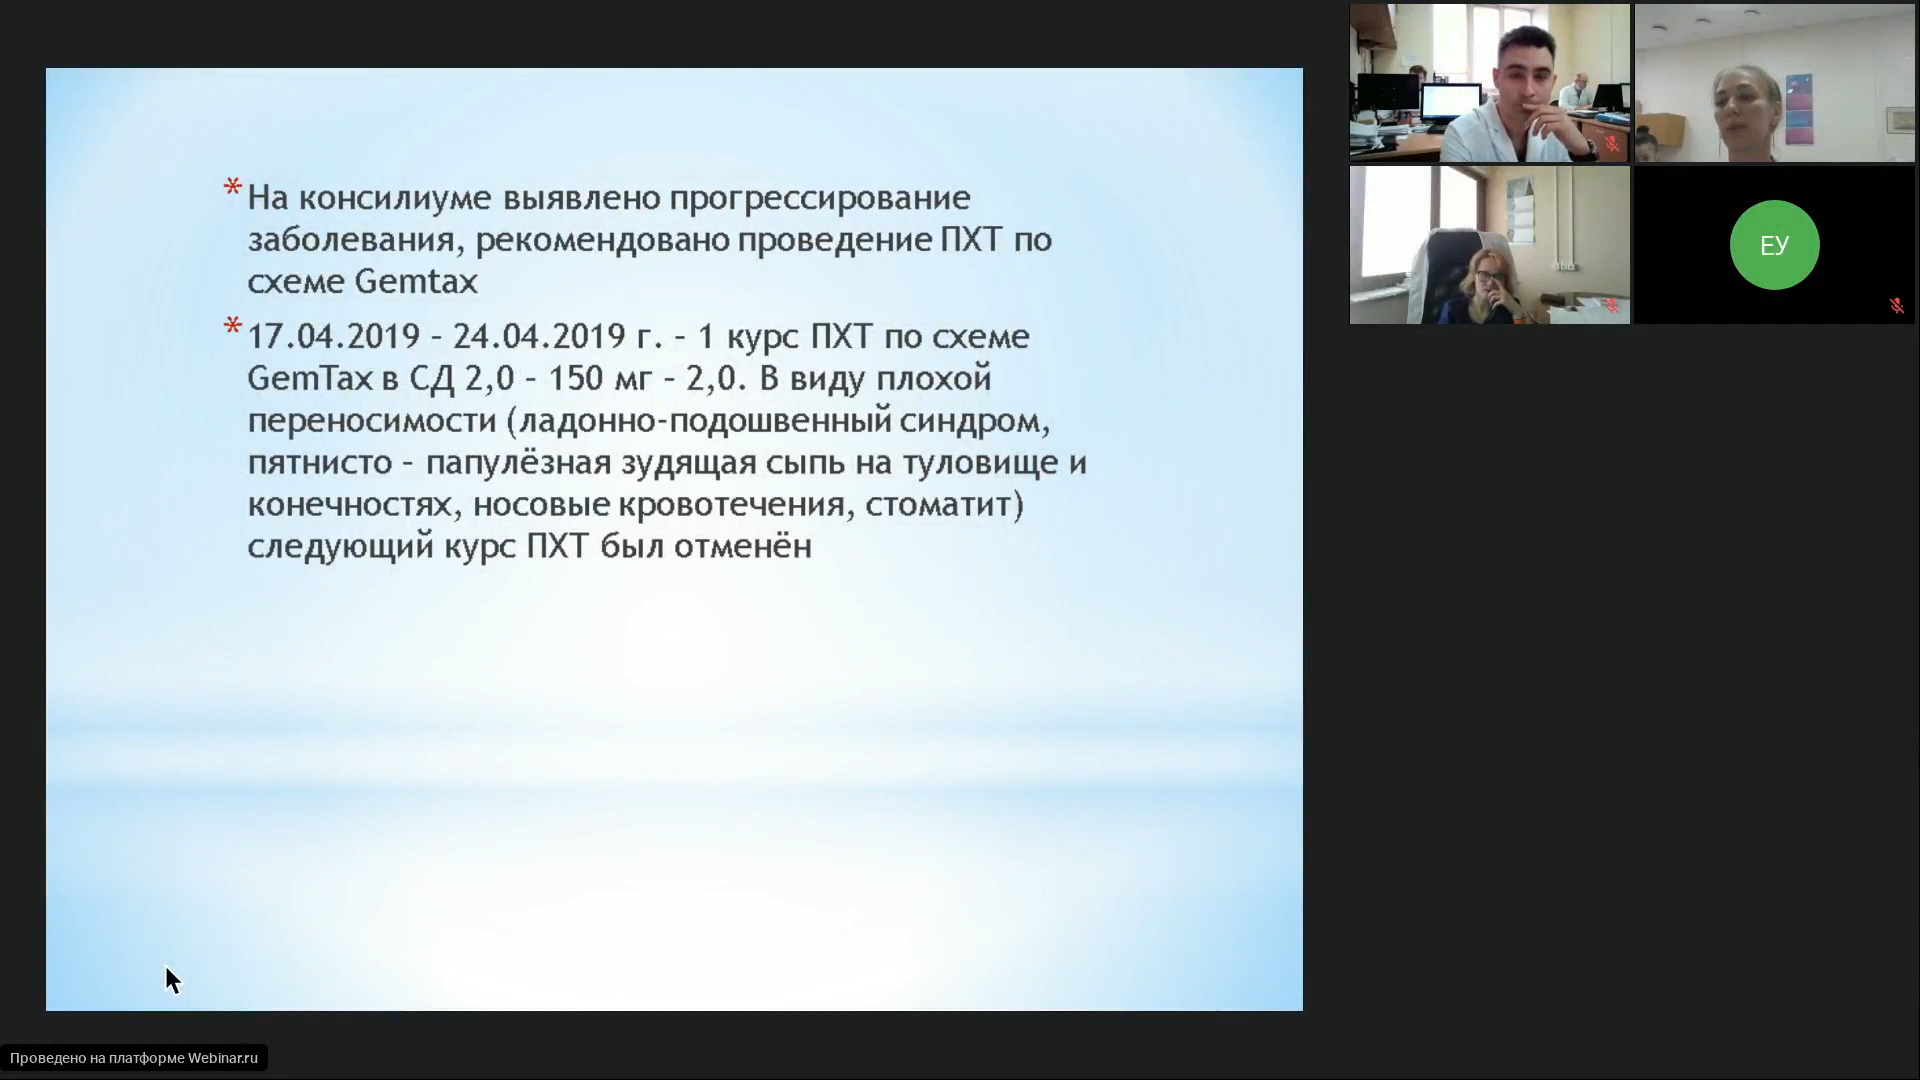 * На консилиуме выявлено прогрессирование
заболевания, рекомендовано проведение ПХТ по
схеме Gemtax
* 17.04.2019 – 24.04.2019 г. – 1 курс ПХТ по схеме
GemTax в СД 2,0 – 150 мг – 2,0. В виду плохой
переносимости (ладонно-подошвенный синдром,
пятнисто – папулёзная зудящая сыпь на туловище и
конечностях, носовые кровотечения, стоматит)
следующий курс ПХТ был отменён
ЕУ
Проведено на платформе Webinar.ru